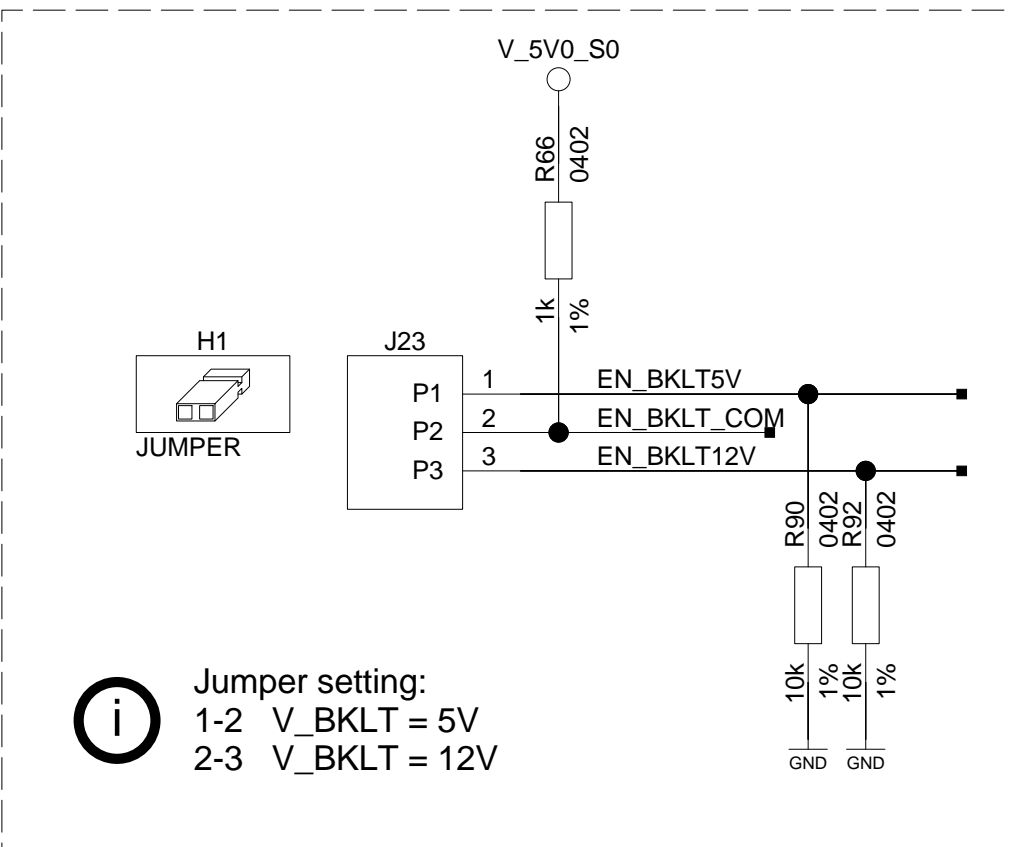 V_5V0_S0
R66
0402
1k
1%
H1
JUMPER
J23
P1
1
EN_BKLT5V
P2
2
EN_BKLT_COM
P3
3
EN_BKLT12V
R90
0402
R92
0402
10k
1%
10k
1%
GND
GND
i
Jumper setting:
1-2 V_BKLT = 5V
2-3 V_BKLT = 12V